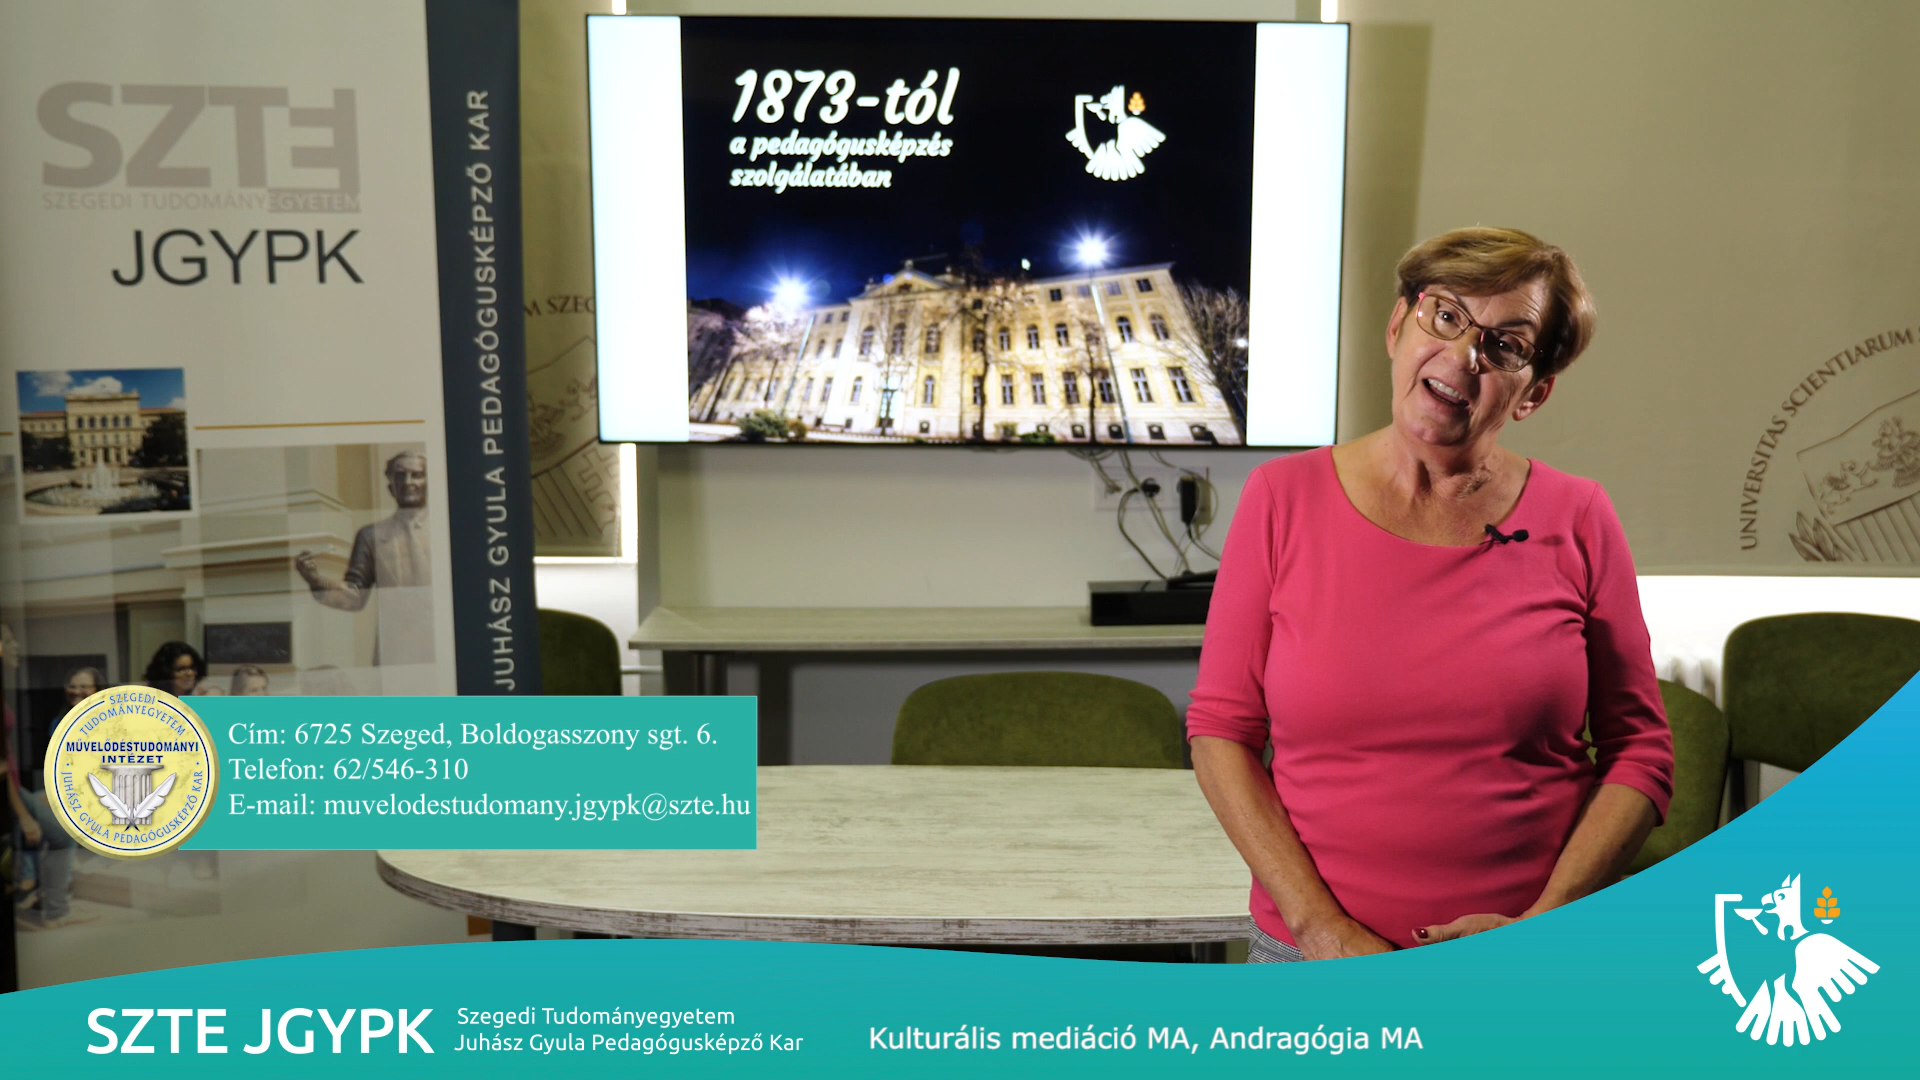 SZTE
SZEGEDI TUDOMÁNYEGYETEM
JGYPK
JUHÁSZ GYULA PEDAGÓGUSKÉPZŐ KAR
1873-tól
a pedagógusképzés
szolgálatában
M SZEG
UNIVERSITAS SCIENTIARUM
SZEGEDI
TUDOMÁNYEGYETEM
MŰVELŐDÉSTUDOMÁNYI
INTÉZET
JUHÁSZ GYULA PEDAGÓGUSKÉPZŐ KAR
Cím: 6725 Szeged, Boldogasszony sgt. 6.
Telefon: 62/546-310
E-mail: muvelodestudomany.jgypk@szte.hu
SZTE JGYPK
Szegedi Tudományegyetem
Juhász Gyula Pedagógusképző Kar
Kulturális mediáció MA, Andragógia MA